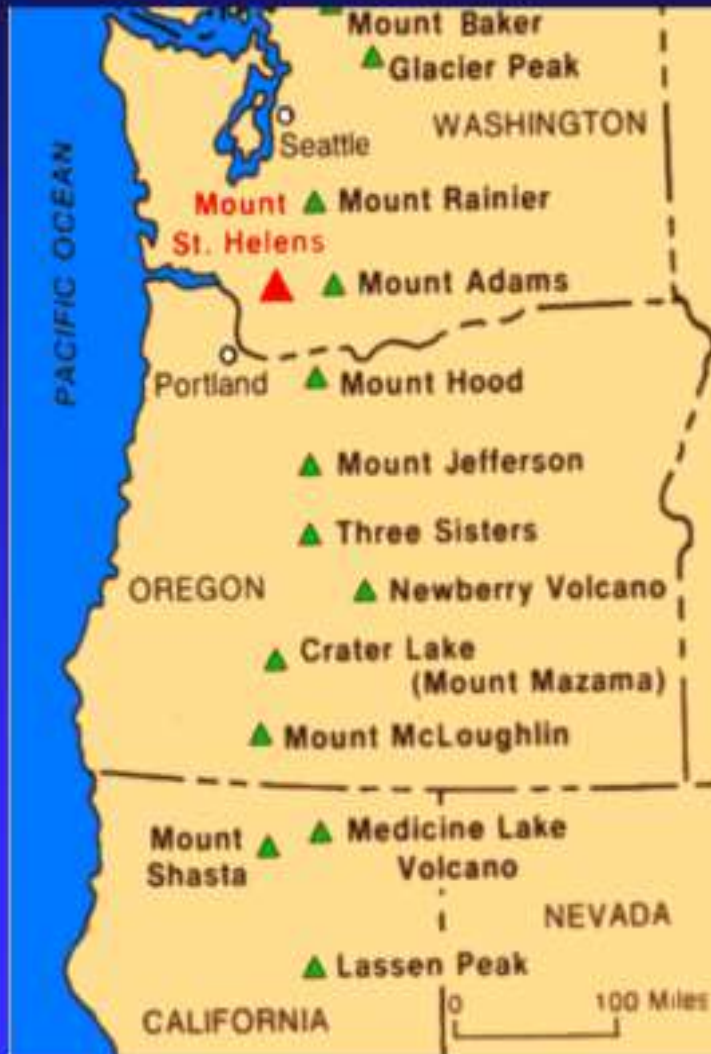 Mount Baker
Glacier Peak
WASHINGTON
Seattle
PACIFIC OCEAN
Mount
St. Helens
Mount Rainier
Mount Adams
Portland
Mount Hood
Mount Jefferson
Three Sisters
OREGON
Newberry Volcano
Crater Lake
(Mount Mazama)
Mount McLoughlin
Mount
Shasta
Medicine Lake
Volcano
NEVADA
Lassen Peak
CALIFORNIA
0 100 Miles